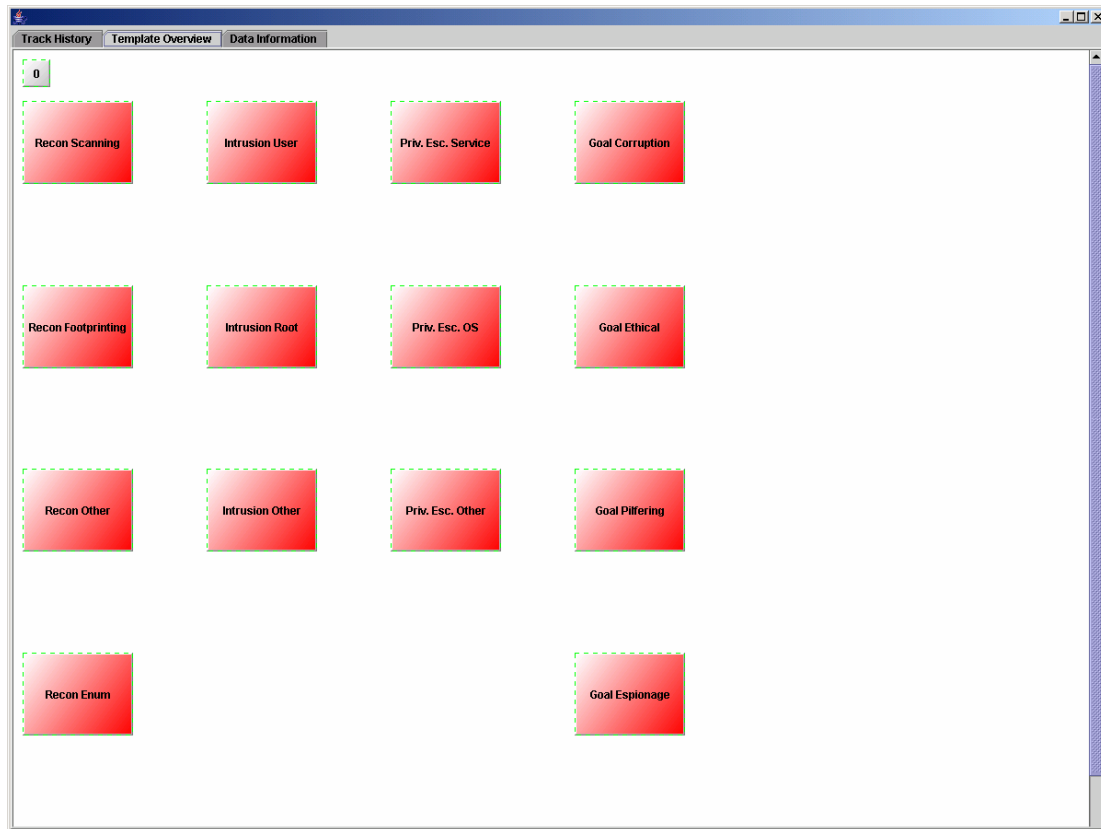 Track History Template Overview Data Information
0
Recon Scanning Intrusion User Priv. Esc. Service Goal Corruption
Recon Footprinting Intrusion Root Priv. Esc. OS Goal Ethical
Recon Other Intrusion Other Priv. Esc. Other Goal Pilfering
Recon Enum Goal Espionage